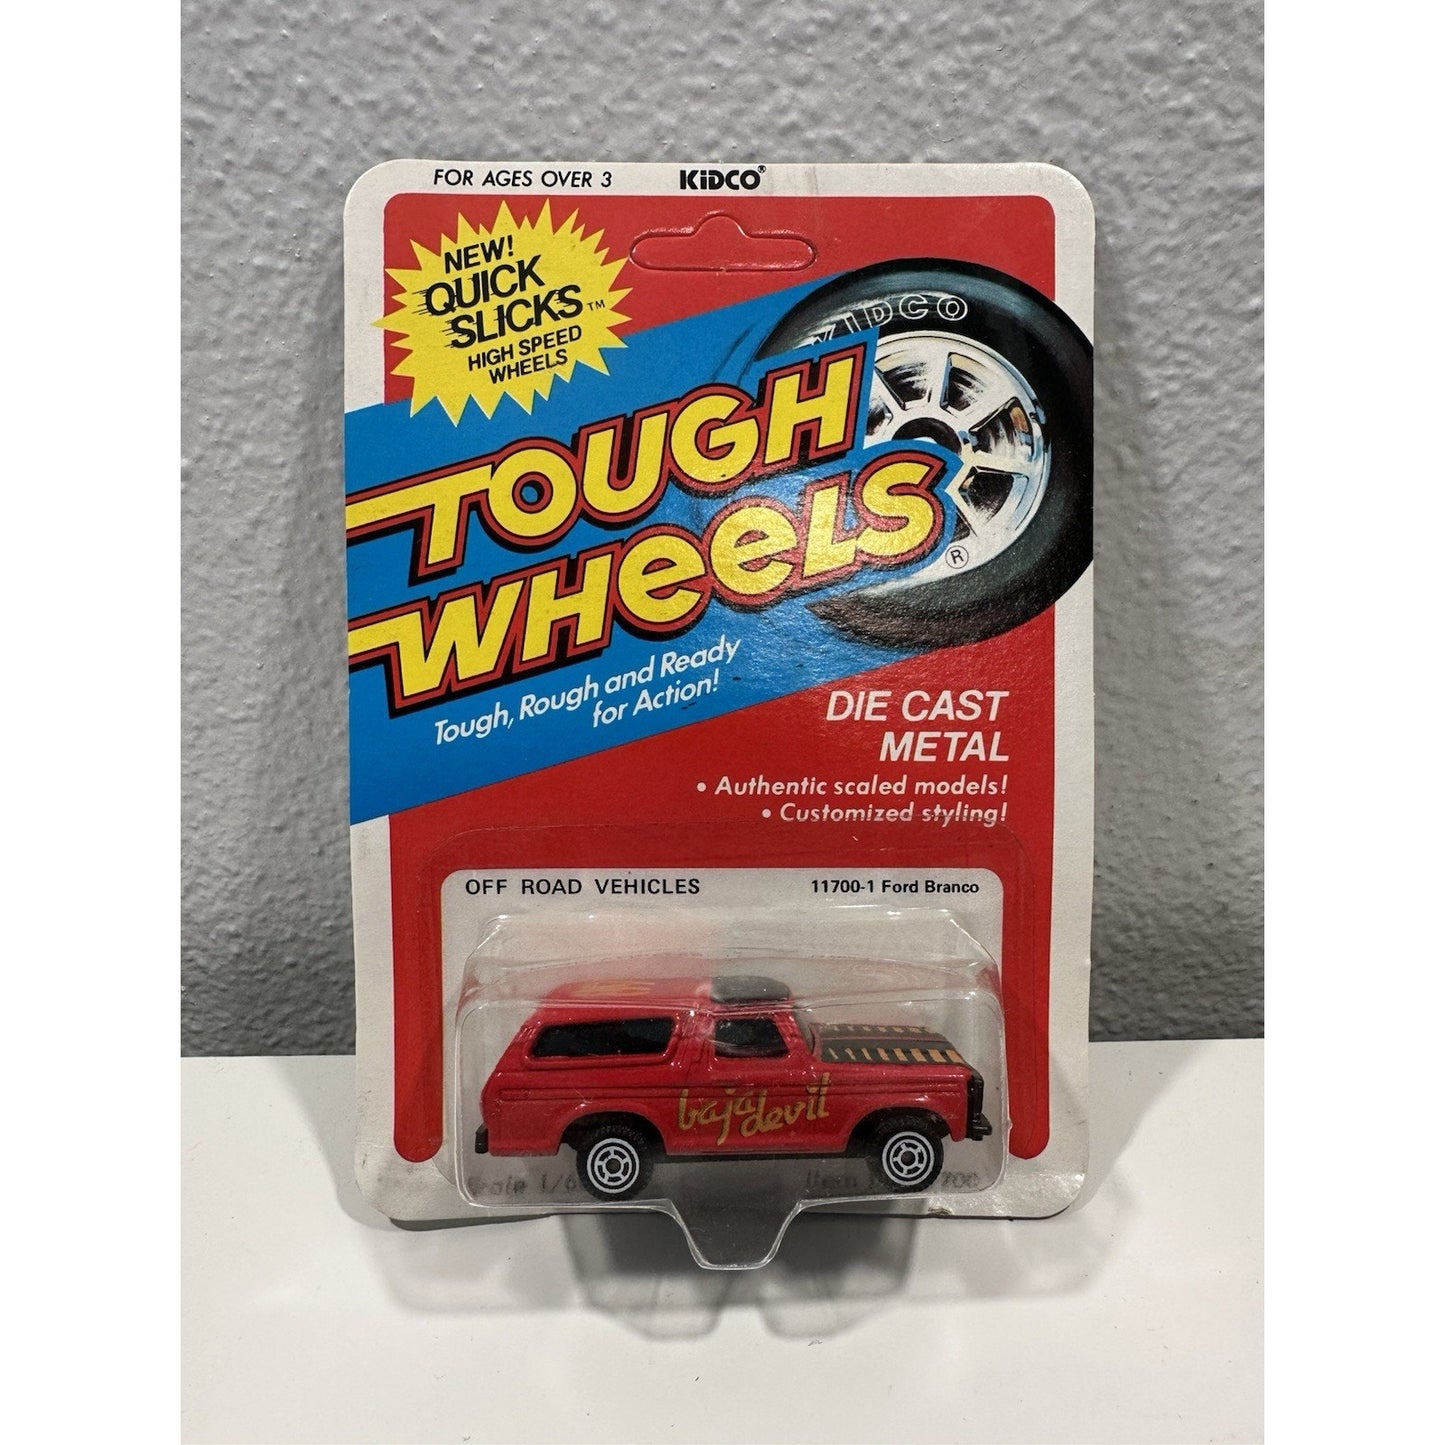 FOR AGES OVER 3 KIDCO®
NEW!
QUICK
SLICKS™
HIGH SPEED
WHEELS
KIDCO
TOUGH
WHEELS®
Tough, Rough and Ready
for Action!
DIE CAST
METAL
• Authentic scaled models!
• Customized styling!
OFF ROAD VEHICLES 11700-1 Ford Branco
baja devil